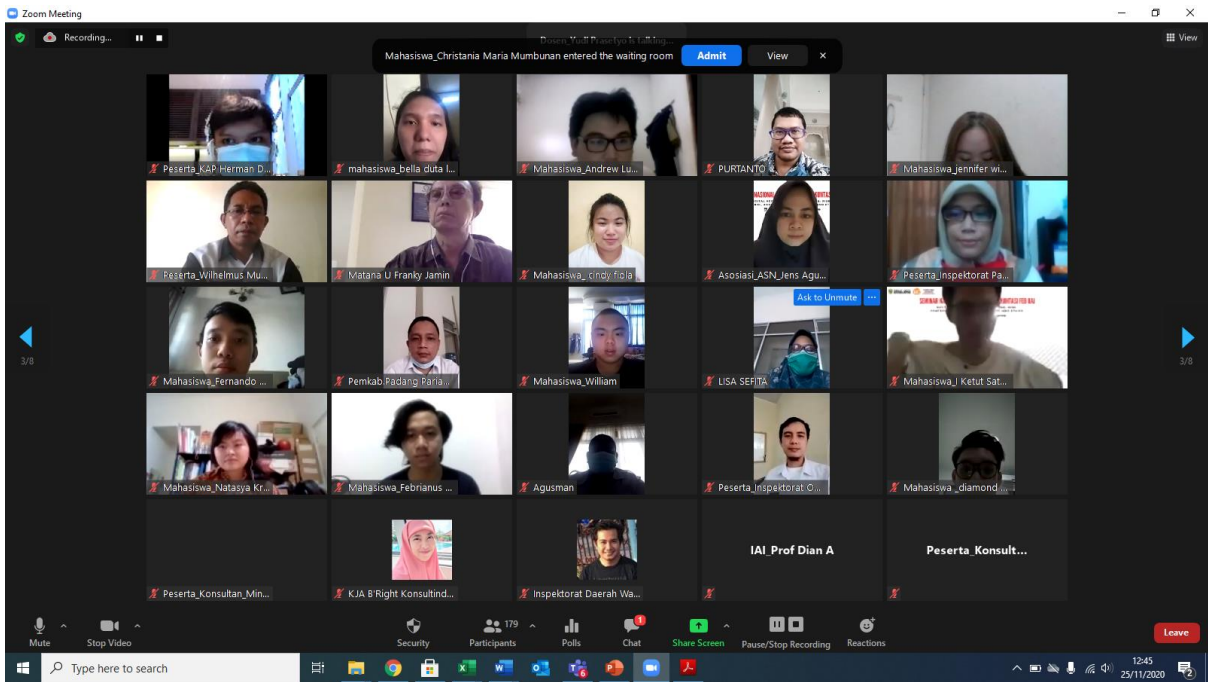 Zoom Meeting
Recording...
View
Dosen_Yudi Prasetyo is talking...
Mahasiswa_Christania Maria Mumbunan entered the waiting room
Admit
View
Peserta_KAP Herman D...
mahasiswa_bella duta l...
Mahasiswa_Andrew Lu...
PURTANTO
Mahasiswa_jennifer wi...
Peserta_Wilhelmus Mu...
Matana U Franky Jamin
Mahasiswa_ cindy fiola
Asosiasi_ASN_Jens Agu...
Peserta_Inspektorat Pa...
Ask to Unmute
...
3/8
Mahasiswa_Fernando ...
Pemkab.Padang Paria...
Mahasiswa_William
LISA SEFITA
Mahasiswa_I Ketut Sat...
3/8
Mahasiswa_Natasya Kr...
Mahasiswa_Febrianus ...
Agusman
Peserta_Inspektorat O...
Mahasiswa _diamond ...
IAI_Prof Dian A
Peserta_Konsult...
Peserta_Konsultan_Min...
KJA B'Right Konsultind...
Inspektorat Daerah Wa...
Mute
Stop Video
Security
Participants
179
Polls
Chat
1
Share Screen
Pause/Stop Recording
Reactions
Leave
Type here to search
12:45
25/11/2020
2